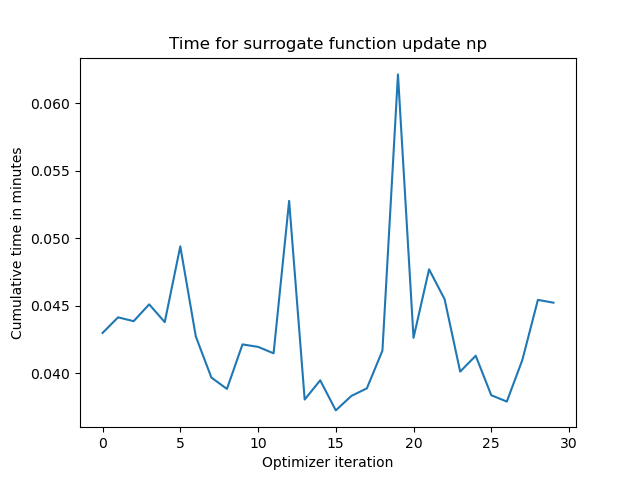 Time for surrogate function update np
Cumulative time in minutes
0.060
0.055
0.050
0.045
0.040
0 5 10 15 20 25 30
Optimizer iteration